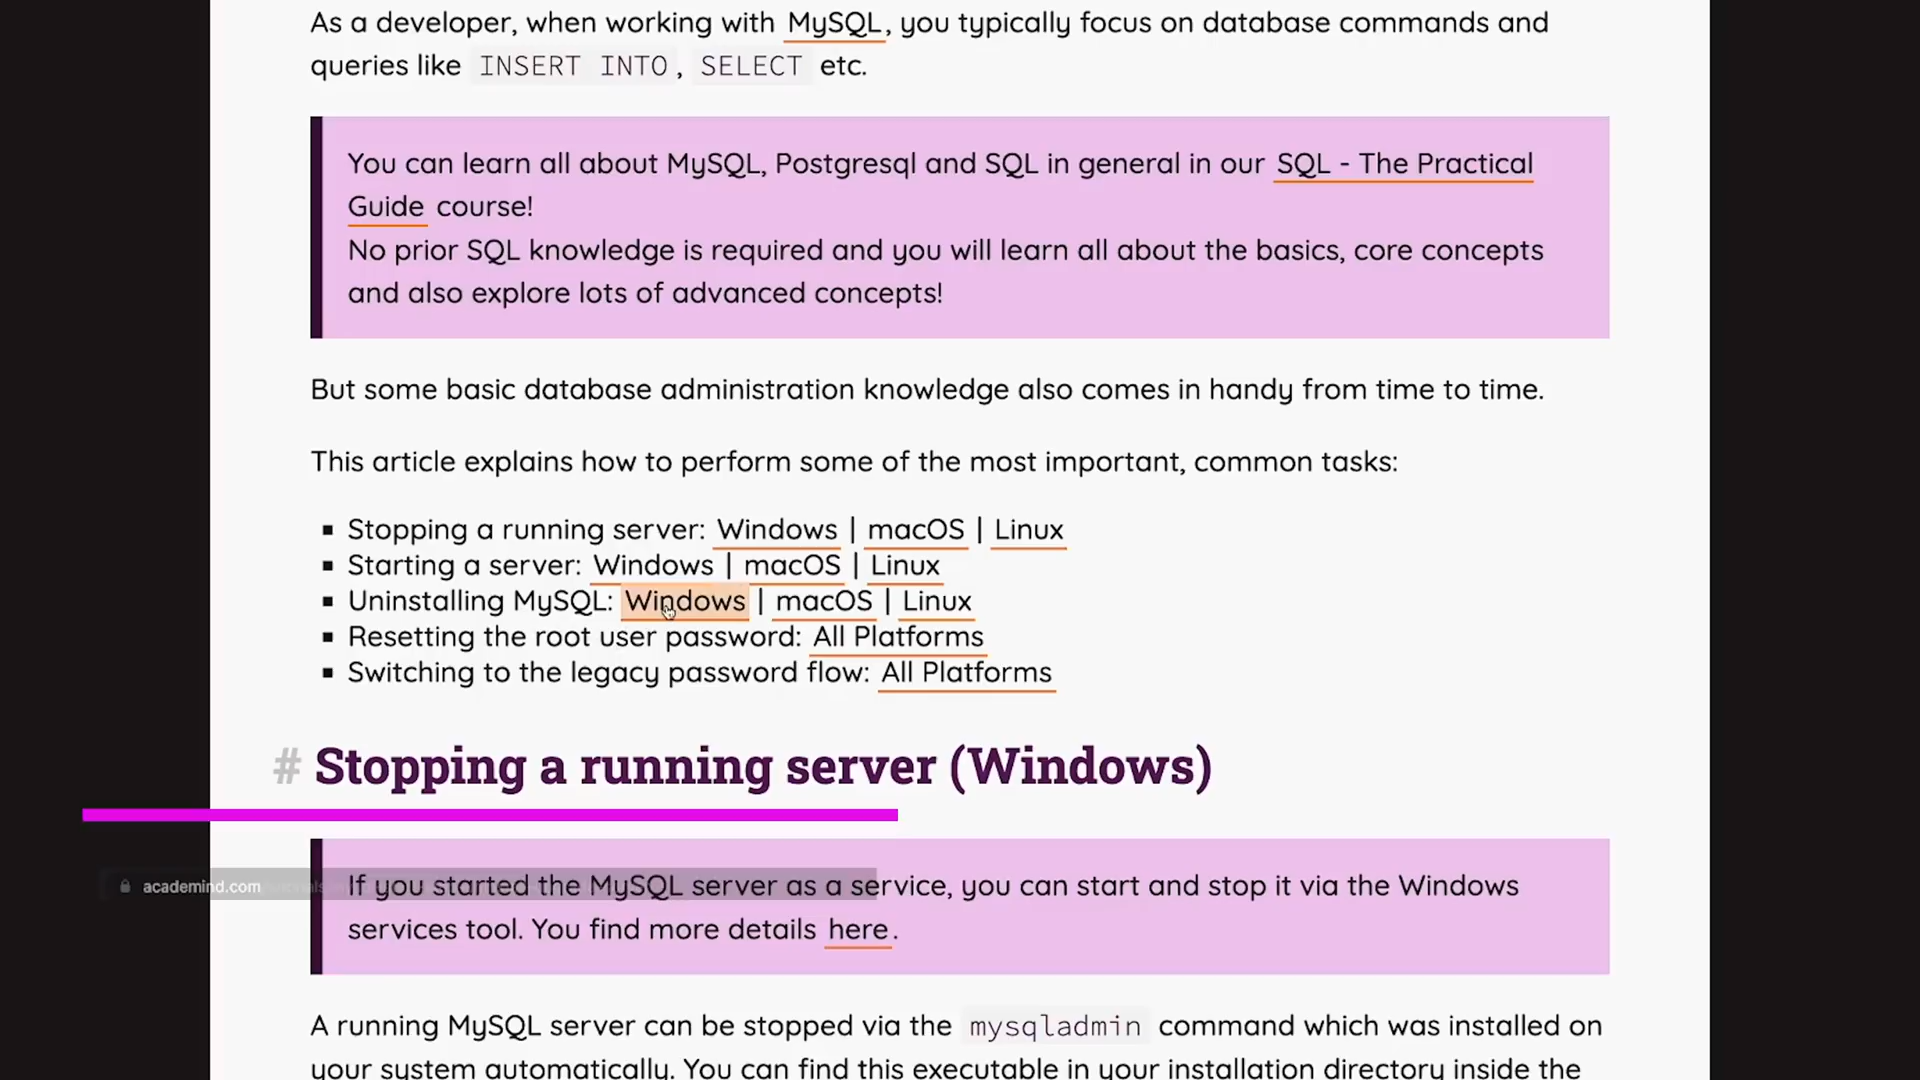 As a developer, when working with MySQL, you typically focus on database commands and
queries like INSERT INTO, SELECT etc.
You can learn all about MySQL, Postgresql and SQL in general in our SQL - The Practical
Guide course!
No prior SQL knowledge is required and you will learn all about the basics, core concepts
and also explore lots of advanced concepts!
But some basic database administration knowledge also comes in handy from time to time.
This article explains how to perform some of the most important, common tasks:
Stopping a running server: Windows | macOS | Linux
Starting a server: Windows | macOS | Linux
Uninstalling MySQL: Windows | macOS | Linux
Resetting the root user password: All Platforms
Switching to the legacy password flow: All Platforms
# Stopping a running server (Windows)
If you started the MySQL server as a service, you can start and stop it via the Windows
academind.com
services tool. You find more details here.
A running MySQL server can be stopped via the mysqladmin command which was installed on
your system automatically. You can find this executable in your installation directory inside the